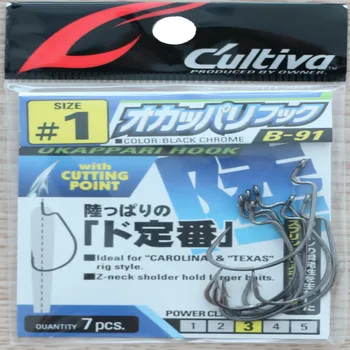 Cultiva
PRODUCED BY OWNER.
SIZE
#1
オカッパリフック
COLOR:BLACK CHROME
B-91
UKAPPARI HOOK
with
CUTTING
POINT
陸
陸っぱりの
「ド定番」
Ideal for "CAROLINA" & "TEXAS"
rig style.
Z-neck sholder hold larger baits.
POWER
QUANTITY 7 pcs.
1 2 3 4 5